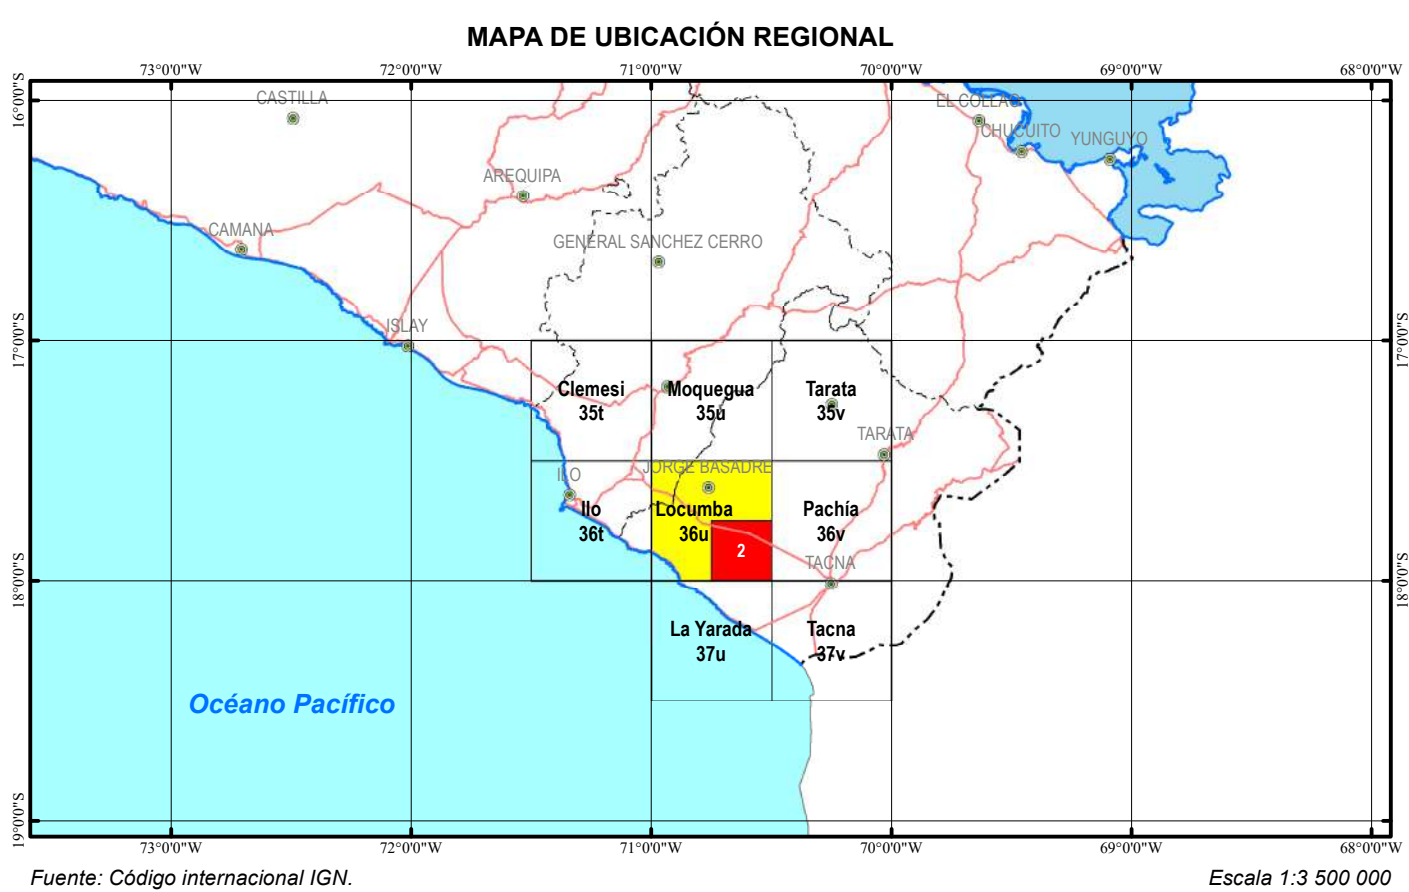 MAPA DE UBICACIÓN REGIONAL
73°0'0"W 72°0'0"W 71°0'0"W 70°0'0"W 69°0'0"W 68°0'0"W
16°0'0"S
CASTILLA
EL COLLAO
CHUCUITO
YUNGUYO
AREQUIPA
CAMANA
GENERAL SANCHEZ CERRO
ISLAY
17°0'0"S 17°0'0"S
Clemesi
35t
Moquegua
35u
Tarata
35v
TARATA
ILO
JORGE BASADRE
Ilo
36t
Locumba
36u
2
Pachía
36v
TACNA
18°0'0"S 18°0'0"S
La Yarada
37u
Tacna
37v
Océano Pacífico
19°0'0"S
73°0'0"W 72°0'0"W 71°0'0"W 70°0'0"W 69°0'0"W 68°0'0"W
Fuente: Código internacional IGN. Escala 1:3 500 000